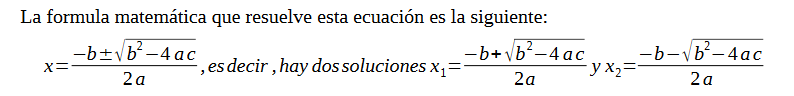 La formula matemática que resuelve esta ecuación es la siguiente:
x=(−b±√(b²−4ac))/(2a), es decir, hay dos soluciones x₁=(−b+√(b²−4ac))/(2a) y x₂=(−b−√(b²−4ac))/(2a)